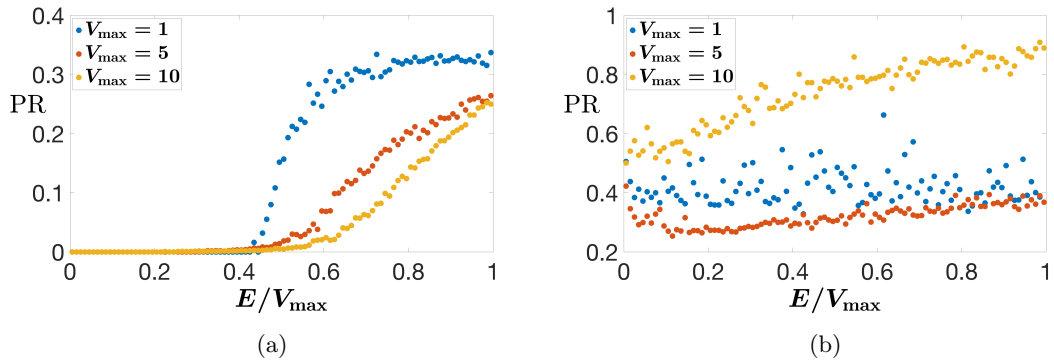 0.4
0.3
0.2
0.1
0
PR
V_max = 1
V_max = 5
V_max = 10
0 0.2 0.4 0.6 0.8 1
E/V_max
(a)
1
0.8
0.6
0.4
0.2
PR
V_max = 1
V_max = 5
V_max = 10
0 0.2 0.4 0.6 0.8 1
E/V_max
(b)